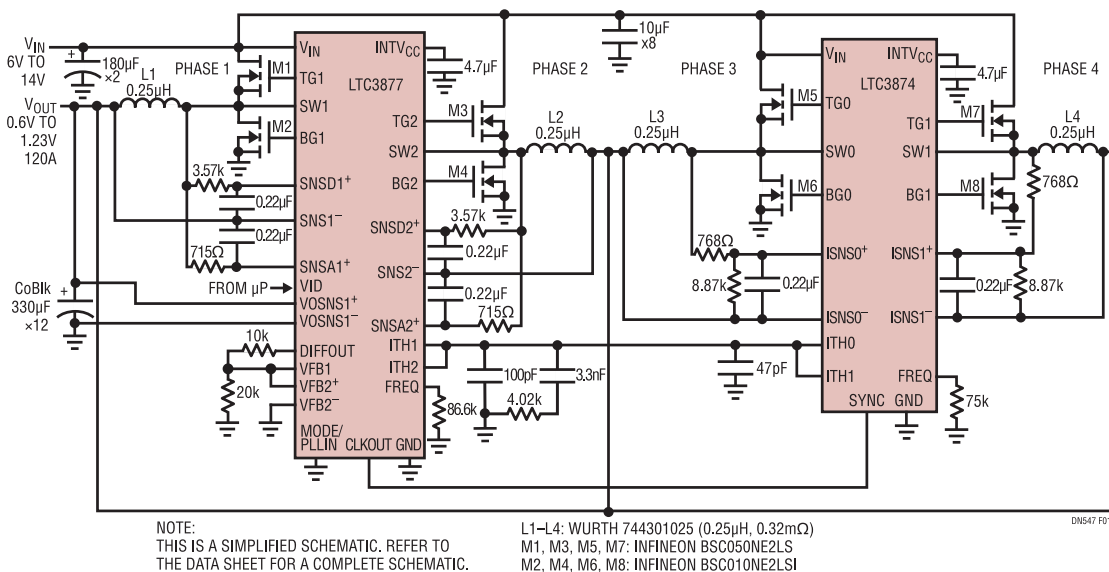 VIN
6V TO
14V
180µF
×2
PHASE 1
L1
0.25µH
M1
M2
VOUT
0.6V TO
1.23V
120A
3.57k
0.22µF
0.22µF
715Ω
FROM µP
CoBlk
330µF
×12
10k
20k
VIN
TG1
SW1
BG1
SNSD1+
SNS1−
SNSA1+
VID
VOSNS1+
VOSNS1−
DIFFOUT
VFB1
VFB2+
VFB2−
MODE/
PLLIN
CLKOUT
GND
LTC3877
INTVCC
TG2
SW2
BG2
SNSD2+
SNS2−
SNSA2+
ITH1
ITH2
FREQ
4.7µF
M3
M4
PHASE 2
L2
0.25µH
3.57k
0.22µF
0.22µF
715Ω
86.6k
100pF
3.3nF
4.02k
10µF
x8
PHASE 3
L3
0.25µH
M5
M6
768Ω
8.87k
0.22µF
47pF
VIN
LTC3874
TG0
SW0
BG0
ISNS0+
ISNS0−
ITH0
ITH1
SYNC
GND
INTVCC
TG1
SW1
BG1
ISNS1+
ISNS1−
FREQ
4.7µF
PHASE 4
M7
M8
L4
0.25µH
768Ω
0.22µF
8.87k
75k
NOTE:
THIS IS A SIMPLIFIED SCHEMATIC. REFER TO
THE DATA SHEET FOR A COMPLETE SCHEMATIC.
L1–L4: WURTH 744301025 (0.25µH, 0.32mΩ)
M1, M3, M5, M7: INFINEON BSC050NE2LS
M2, M4, M6, M8: INFINEON BSC010NE2LSI